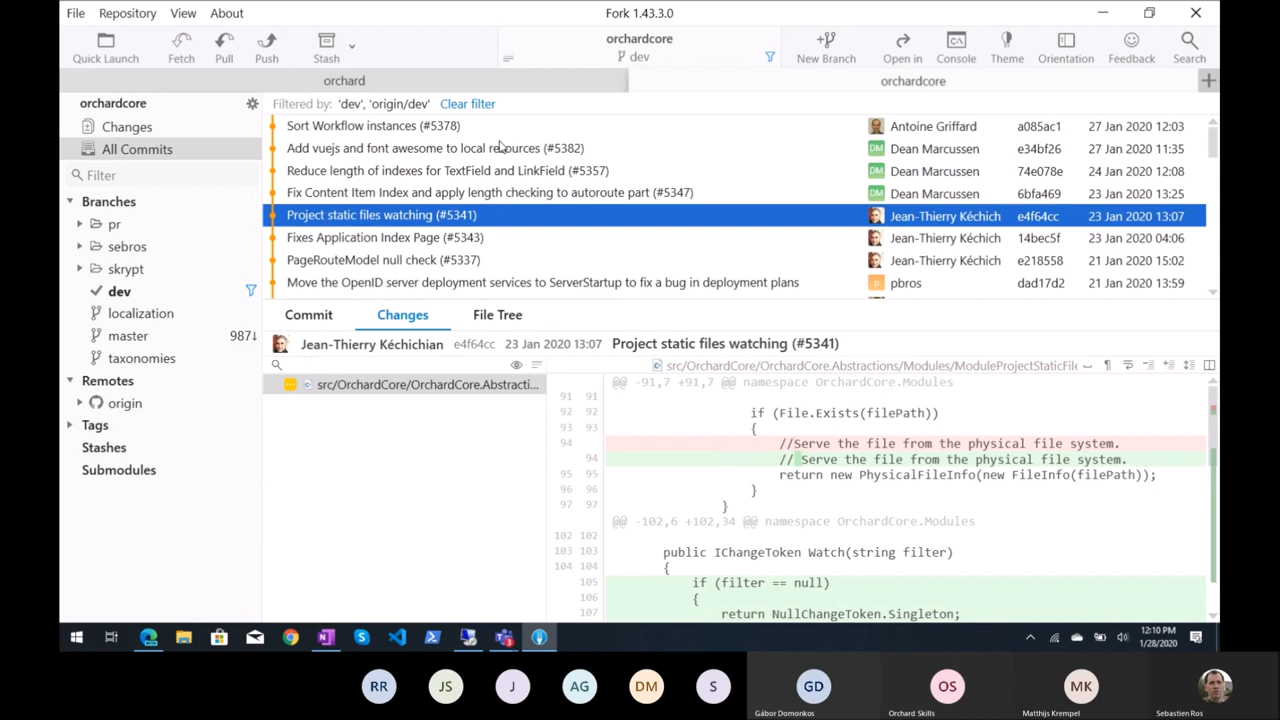 File Repository View About Fork 1.43.3.0
Quick Launch Fetch Pull Push Stash orchardcore dev New Branch Open in Console Theme Orientation Feedback Search
orchard orchardcore
orchardcore
Changes
All Commits
Filter
Branches
pr
sebros
skrypt
dev
localization
master 987↓
taxonomies
Remotes
origin
Tags
Stashes
Submodules
Filtered by: 'dev', 'origin/dev' Clear filter
Sort Workflow instances (#5378) Antoine Griffard a085ac1 27 Jan 2020 12:03
Add vuejs and font awesome to local resources (#5382) DM Dean Marcussen e34bf26 27 Jan 2020 11:35
Reduce length of indexes for TextField and LinkField (#5357) DM Dean Marcussen 74e078e 24 Jan 2020 12:08
Fix Content Item Index and apply length checking to autoroute part (#5347) DM Dean Marcussen 6bfa469 23 Jan 2020 13:25
Project static files watching (#5341) Jean-Thierry Kéchich e4f64cc 23 Jan 2020 13:07
Fixes Application Index Page (#5343) Jean-Thierry Kéchich 14bec5f 23 Jan 2020 04:06
PageRouteModel null check (#5337) Jean-Thierry Kéchich e218558 21 Jan 2020 15:02
Move the OpenID server deployment services to ServerStartup to fix a bug in deployment plans p pbros dad17d2 21 Jan 2020 13:59
Commit Changes File Tree
Jean-Thierry Kéchichian e4f64cc 23 Jan 2020 13:07 Project static files watching (#5341)
src/OrchardCore/OrchardCore.Abstractions/Modules/ModuleProjectStaticFile
src/OrchardCore/OrchardCore.Abstracti...
@@ -91,7 +91,7 @@ namespace OrchardCore.Modules
91 91
92 92 if (File.Exists(filePath))
93 93 {
94 //Serve the file from the physical file system.
94 // Serve the file from the physical file system.
95 95 return new PhysicalFileInfo(new FileInfo(filePath));
96 96 }
97 97 }
@@ -102,6 +102,34 @@ namespace OrchardCore.Modules
102 102
103 103 public IChangeToken Watch(string filter)
104 104 {
105 if (filter == null)
106 {
107 return NullChangeToken.Singleton;
12:10 PM
1/28/2020
RR JS J AG DM S GD OS MK
Gábor Domonkos Orchard Skills Matthijs Krempel Sebastien Ros